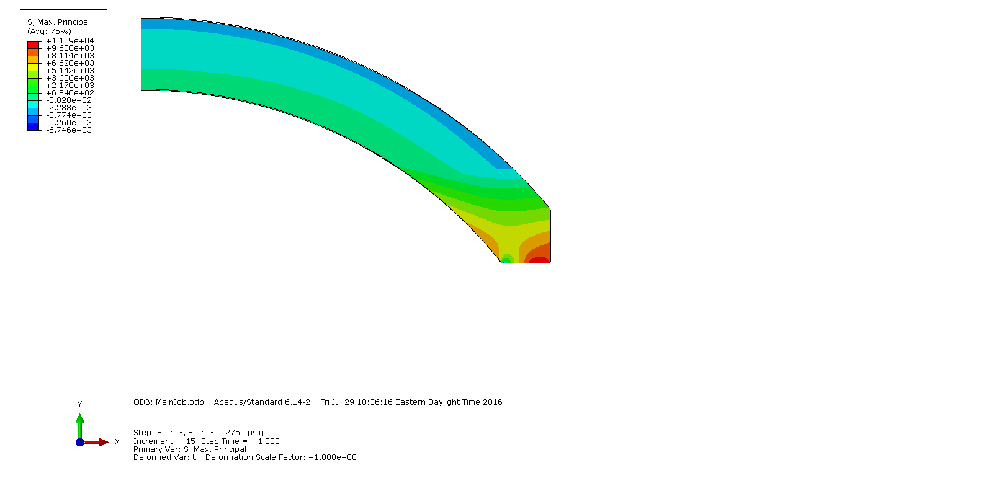 S, Max. Principal
(Avg: 75%)
+1.109e+04
+9.600e+03
+8.114e+03
+6.628e+03
+5.142e+03
+3.656e+03
+2.170e+03
+6.840e+02
-8.020e+02
-2.288e+03
-3.774e+03
-5.260e+03
-6.746e+03
Y
X
ODB: MainJob.odb    Abaqus/Standard 6.14-2    Fri Jul 29 10:36:16 Eastern Daylight Time 2016
Step: Step-3, Step-3 -- 2750 psig
Increment    15: Step Time =    1.000
Primary Var: S, Max. Principal
Deformed Var: U   Deformation Scale Factor: +1.000e+00